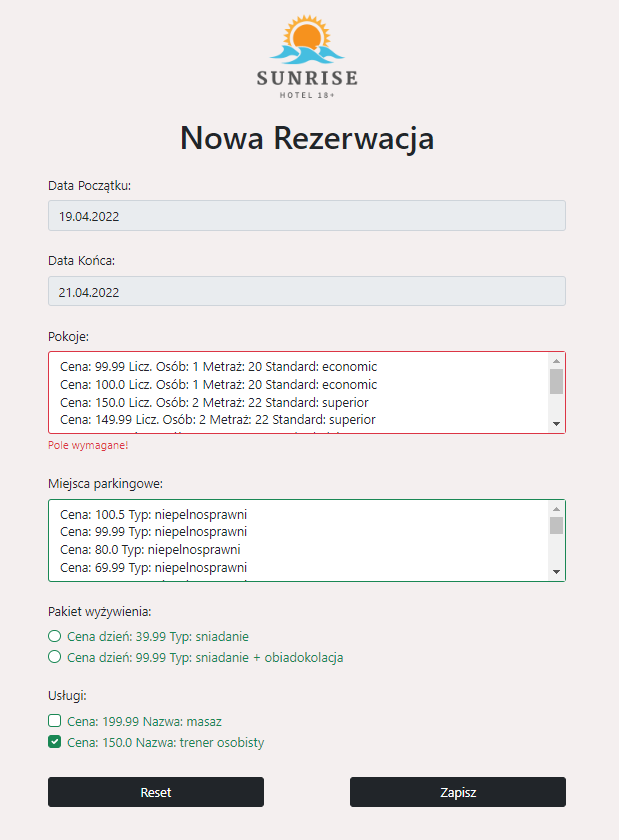 SUNRISE
HOTEL 18+
Nowa Rezerwacja
Data Początku:
19.04.2022
Data Końca:
21.04.2022
Pokoje:
Cena: 99.99 Licz. Osób: 1 Metraż: 20 Standard: economic
Cena: 100.0 Licz. Osób: 1 Metraż: 20 Standard: economic
Cena: 150.0 Licz. Osób: 2 Metraż: 22 Standard: superior
Cena: 149.99 Licz. Osób: 2 Metraż: 22 Standard: superior
Pole wymagane!
Miejsca parkingowe:
Cena: 100.5 Typ: niepelnosprawni
Cena: 99.99 Typ: niepelnosprawni
Cena: 80.0 Typ: niepelnosprawni
Cena: 69.99 Typ: niepelnosprawni
Pakiet wyżywienia:
Cena dzień: 39.99 Typ: sniadanie
Cena dzień: 99.99 Typ: sniadanie + obiadokolacja
Usługi:
Cena: 199.99 Nazwa: masaz
Cena: 150.0 Nazwa: trener osobisty
Reset
Zapisz